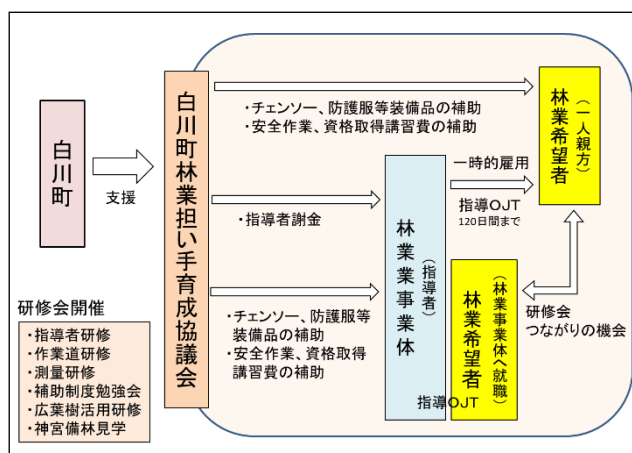 白川町
支援
白川町林業担い手育成協議会
・チェンソー、防護服等装備品の補助
・安全作業、資格取得講習費の補助
林業希望者
（一人親方）
一時的雇用
指導OJT
120日間まで
・指導者謝金
林業業事業体
（指導者）
・チェンソー、防護服等
装備品の補助
・安全作業、資格取得
講習費の補助
林業希望者
（林業事業体へ就職）
指導OJT
研修会
つながりの機会
研修会開催
・指導者研修
・作業道研修
・測量研修
・補助制度勉強会
・広葉樹活用研修
・神宮備林見学